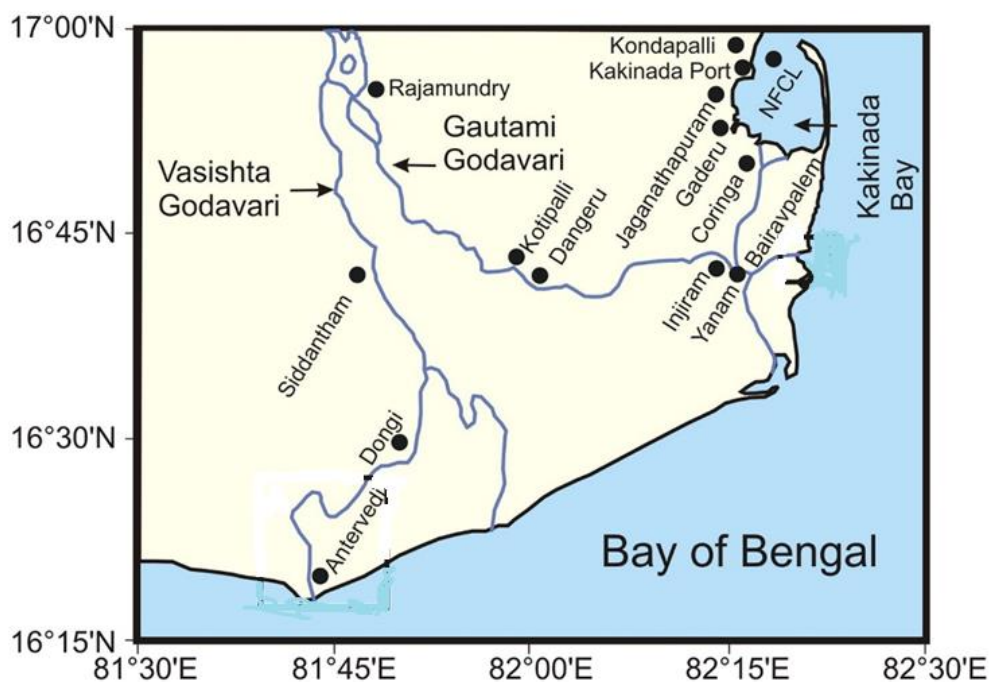 17°00'N
Kondapalli
Kakinada Port
NFCL
Rajamundry
Jaganathapuram
Gautami
Godavari
Gaderu
Kakinada
Bay
Vasishta
Godavari
Coringa
Bairavpalem
Kotipalli
Dangeru
16°45'N
Injiram
Yanam
Siddantham
Dongi
16°30'N
Antervedi
Bay of Bengal
16°15'N
81°30'E
81°45'E
82°00'E
82°15'E
82°30'E